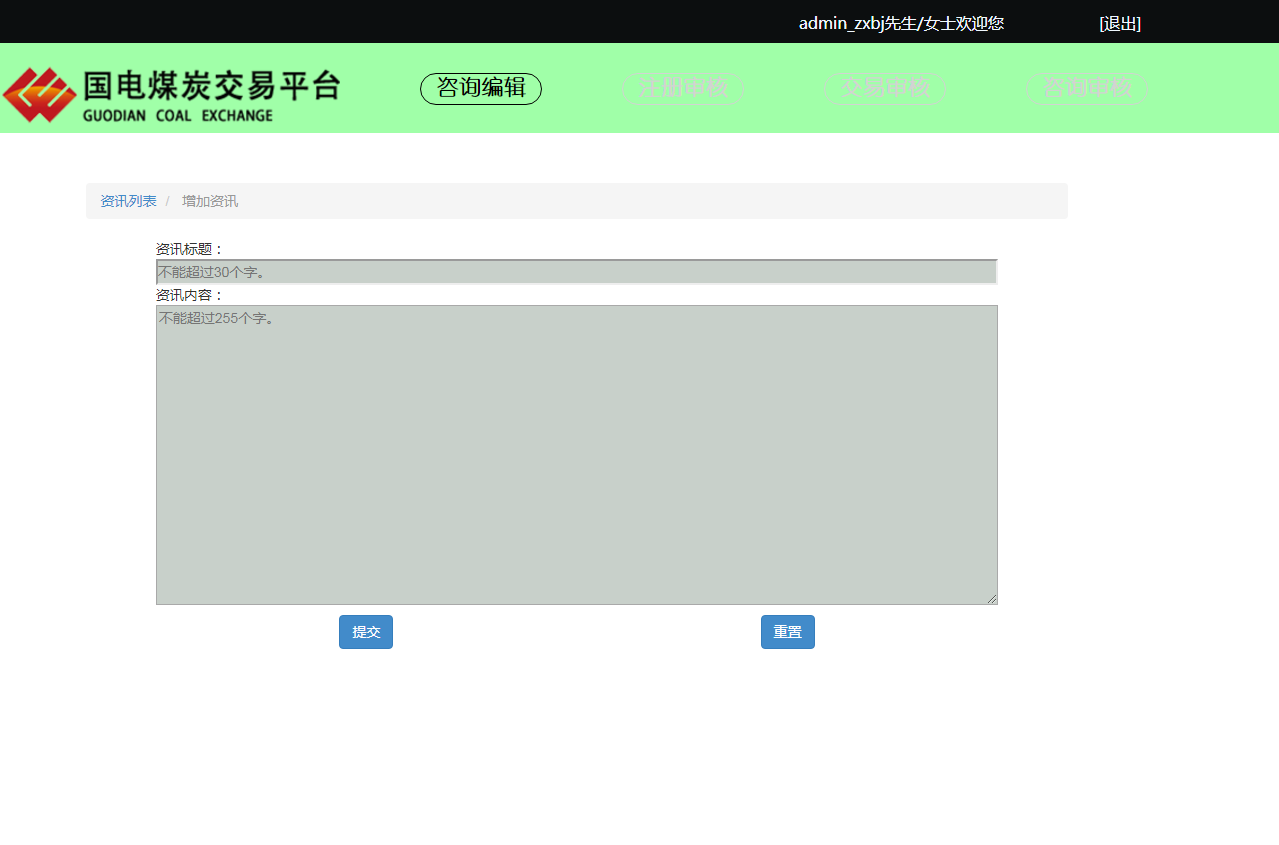 admin_zxbj先生/女士欢迎您 [退出]
国电煤炭交易平台
GUODIAN COAL EXCHANGE
咨询编辑 注册审核 交易审核 咨询审核
资讯列表 / 增加资讯
资讯标题：
不能超过30个字。
资讯内容：
不能超过255个字。
提交 重置